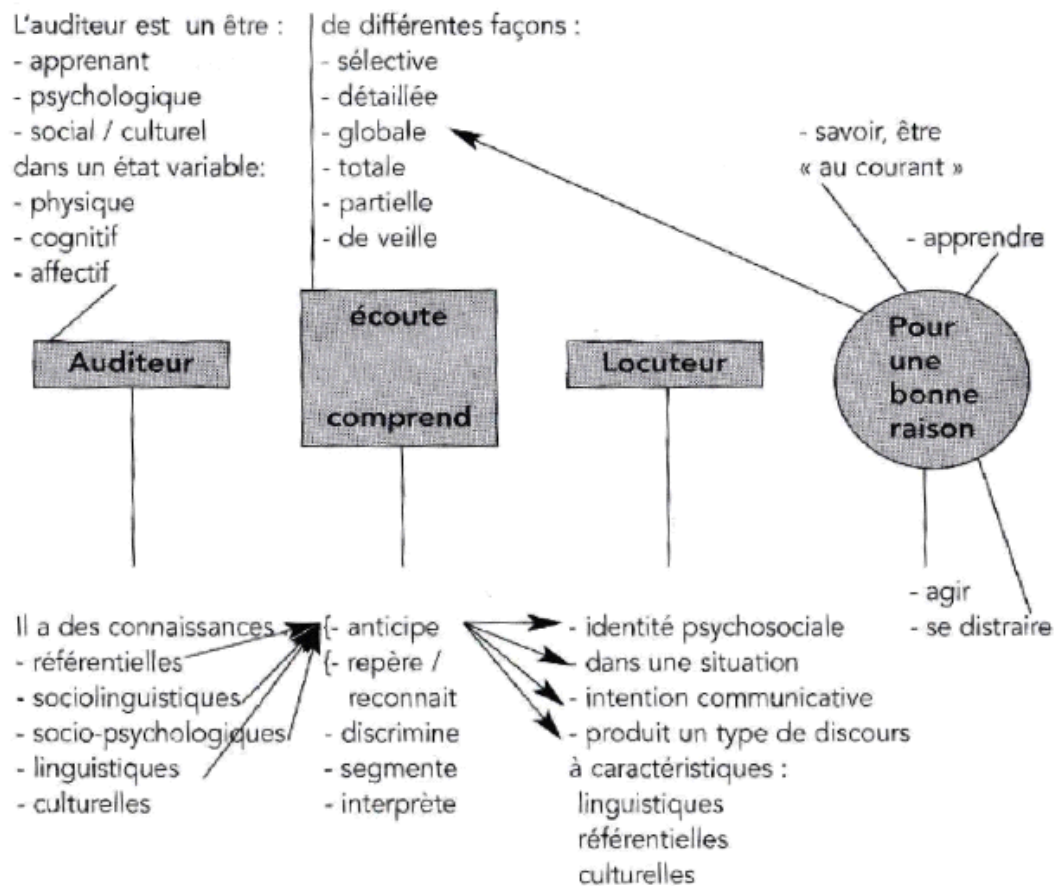 L'auditeur est un être :
- apprenant
- psychologique
- social / culturel
dans un état variable:
- physique
- cognitif
- affectif
de différentes façons :
- sélective
- détaillée
- globale
- totale
- partielle
- de veille
- savoir, être
« au courant »
- apprendre
Auditeur
écoute
comprend
Locuteur
Pour
une
bonne
raison
- agir
- se distraire
Il a des connaissances
- référentielles
- sociolinguistiques
- socio-psychologiques
- linguistiques
- culturelles
{- anticipe
{- repère /
reconnait
- discrimine
- segmente
- interprète
- identité psychosociale
- dans une situation
- intention communicative
- produit un type de discours
à caractéristiques :
linguistiques
référentielles
culturelles